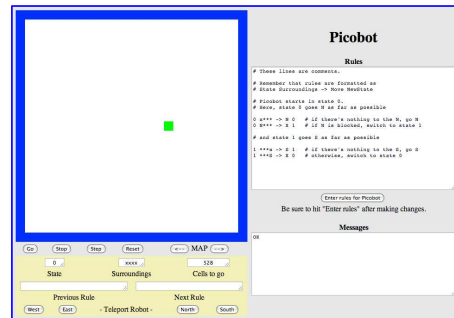 Picobot
Rules
# These lines are comments.
# Remember that rules are formatted as
# State Surroundings -> Move NewState
# Picobot starts in state 0.
# Here, state 0 goes N as far as possible
0 x*** -> N 0 # if there's nothing to the N, go N
0 N*** -> X 1 # if N is blocked, switch to state 1
# and state 1 goes S as far as possible
1 ***x -> S 1 # if there's nothing to the S, go S
1 ***S -> X 0 # otherwise, switch to state 0
Enter rules for Picobot
Be sure to hit "Enter rules" after making changes.
Messages
OK
Go Stop Step Reset <--- MAP --->
0 xxxx 528
State Surroundings Cells to go
Previous Rule Next Rule
West East - Teleport Robot - North South